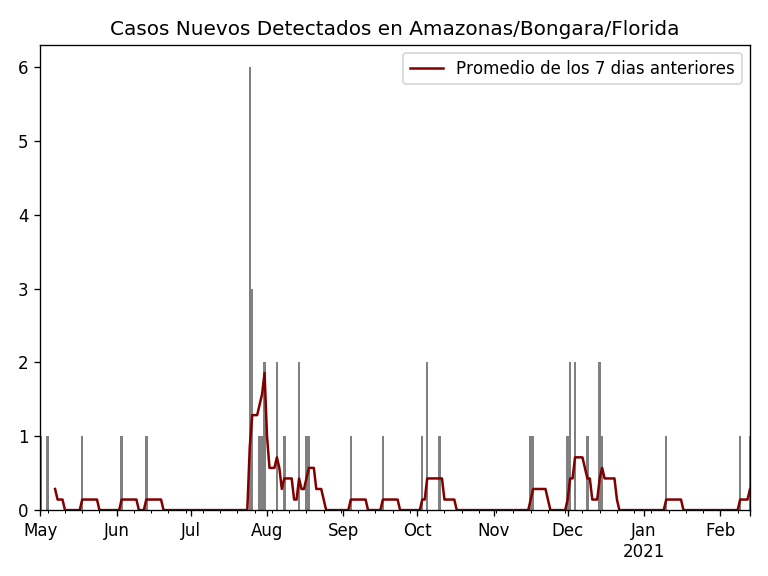 Casos Nuevos Detectados en Amazonas/Bongara/Florida
Promedio de los 7 dias anteriores
6
5
4
3
2
1
0
May Jun Jul Aug Sep Oct Nov Dec Jan Feb
2021